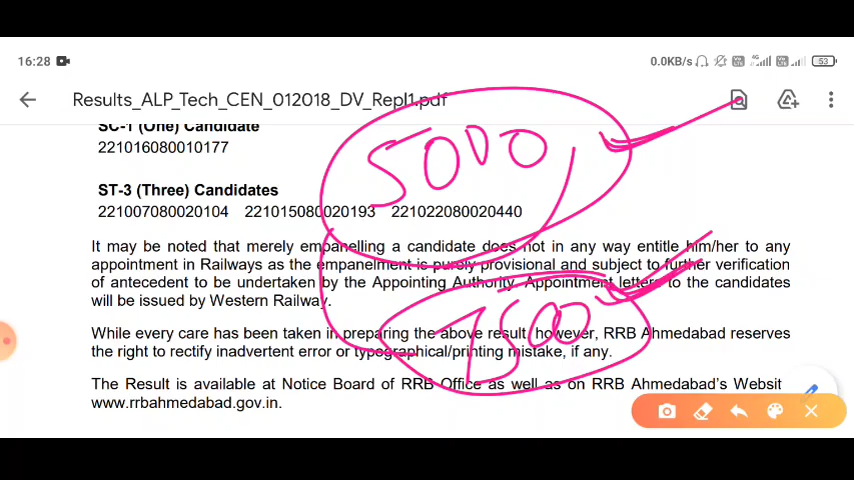 16:28 0.0KB/s 4G 53
Results_ALP_Tech_CEN_012018_DV_Repl1.pdf
SC-1 (One) Candidate
221016080010177
ST-3 (Three) Candidates
221007080020104 221015080020193 221022080020440
5000,
It may be noted that merely empanelling a candidate does not in any way entitle him/her to any
appointment in Railways as the empanelment is purely provisional and subject to further verification
of antecedent to be undertaken by the Appointing Authority. Appointment letters to the candidates
will be issued by Western Railway.
While every care has been taken in preparing the above result, however, RRB Ahmedabad reserves
the right to rectify inadvertent error or typographical/printing mistake, if any.
The Result is available at Notice Board of RRB Office as well as on RRB Ahmedabad's Websit
www.rrbahmedabad.gov.in.